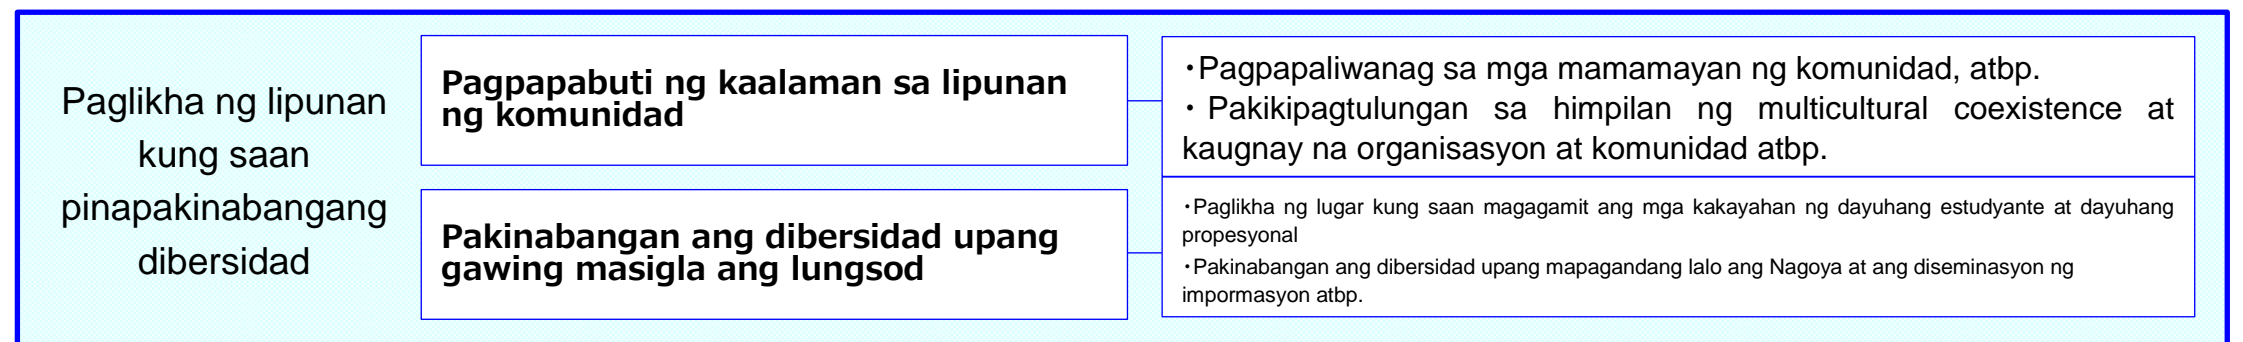 Paglikha ng lipunan
kung saan
pinapakinabangang
dibersidad
Pagpapabuti ng kaalaman sa lipunan
ng komunidad
・Pagpapaliwanag sa mga mamamayan ng komunidad, atbp.
・Pakikipagtulungan sa himpilan ng multicultural coexistence at
kaugnay na organisasyon at komunidad atbp.
Pakinabangan ang dibersidad upang
gawing masigla ang lungsod
・Paglikha ng lugar kung saan magagamit ang mga kakayahan ng dayuhang estudyante at dayuhang
propesyonal
・Pakinabangan ang dibersidad upang mapagandang lalo ang Nagoya at ang diseminasyon ng
impormasyon atbp.